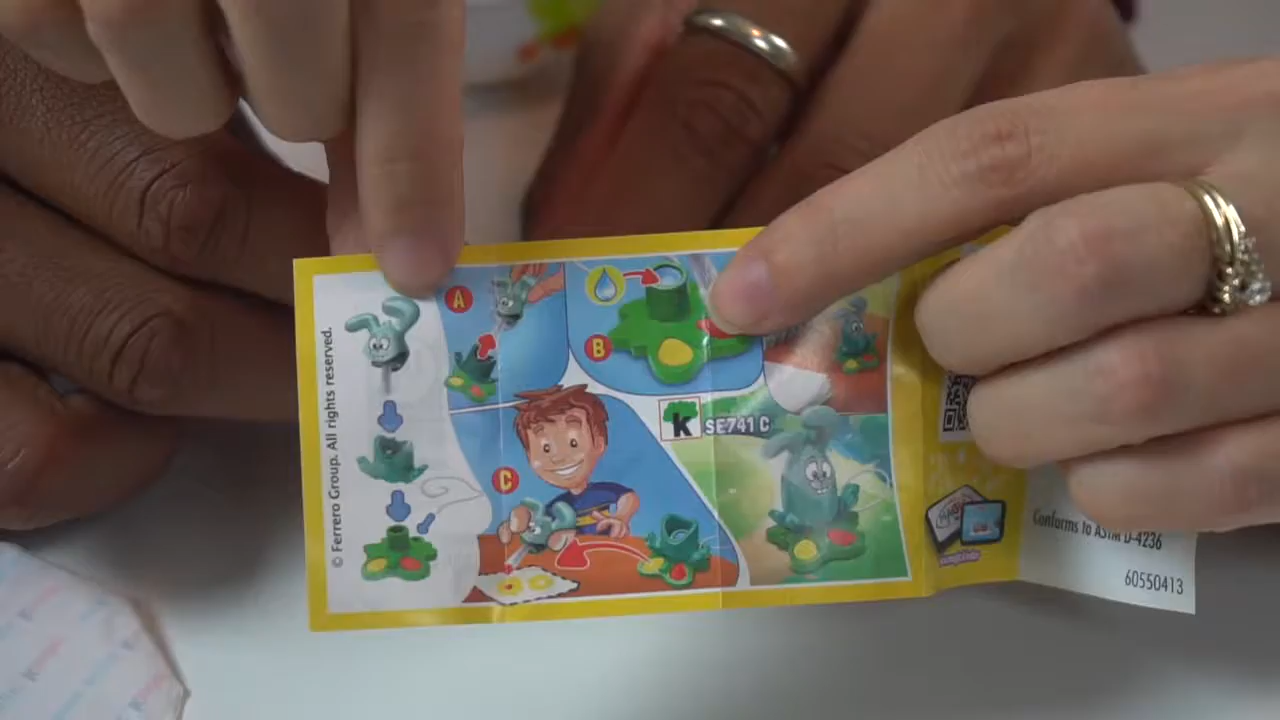 © Ferrero Group. All rights reserved.
A
B
C
K
SE741 C
Conforms to ASTM D-4236
60550413